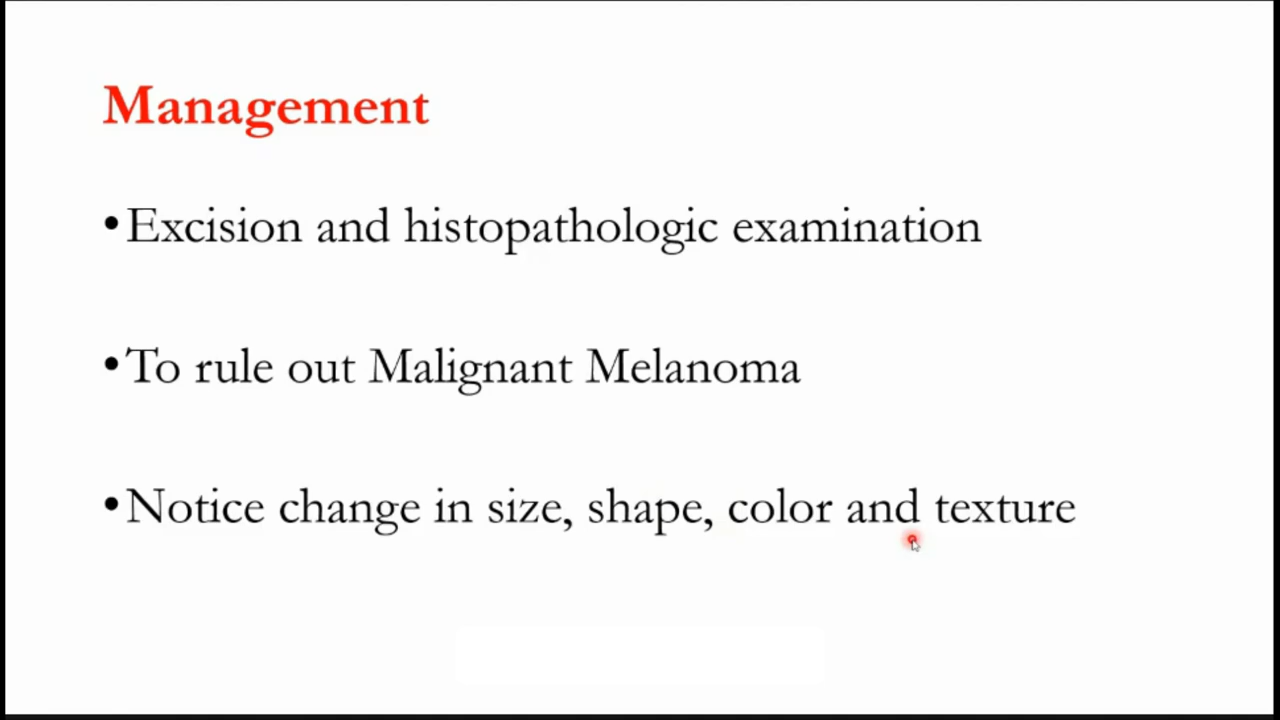 Management
•Excision and histopathologic examination
•To rule out Malignant Melanoma
•Notice change in size, shape, color and texture